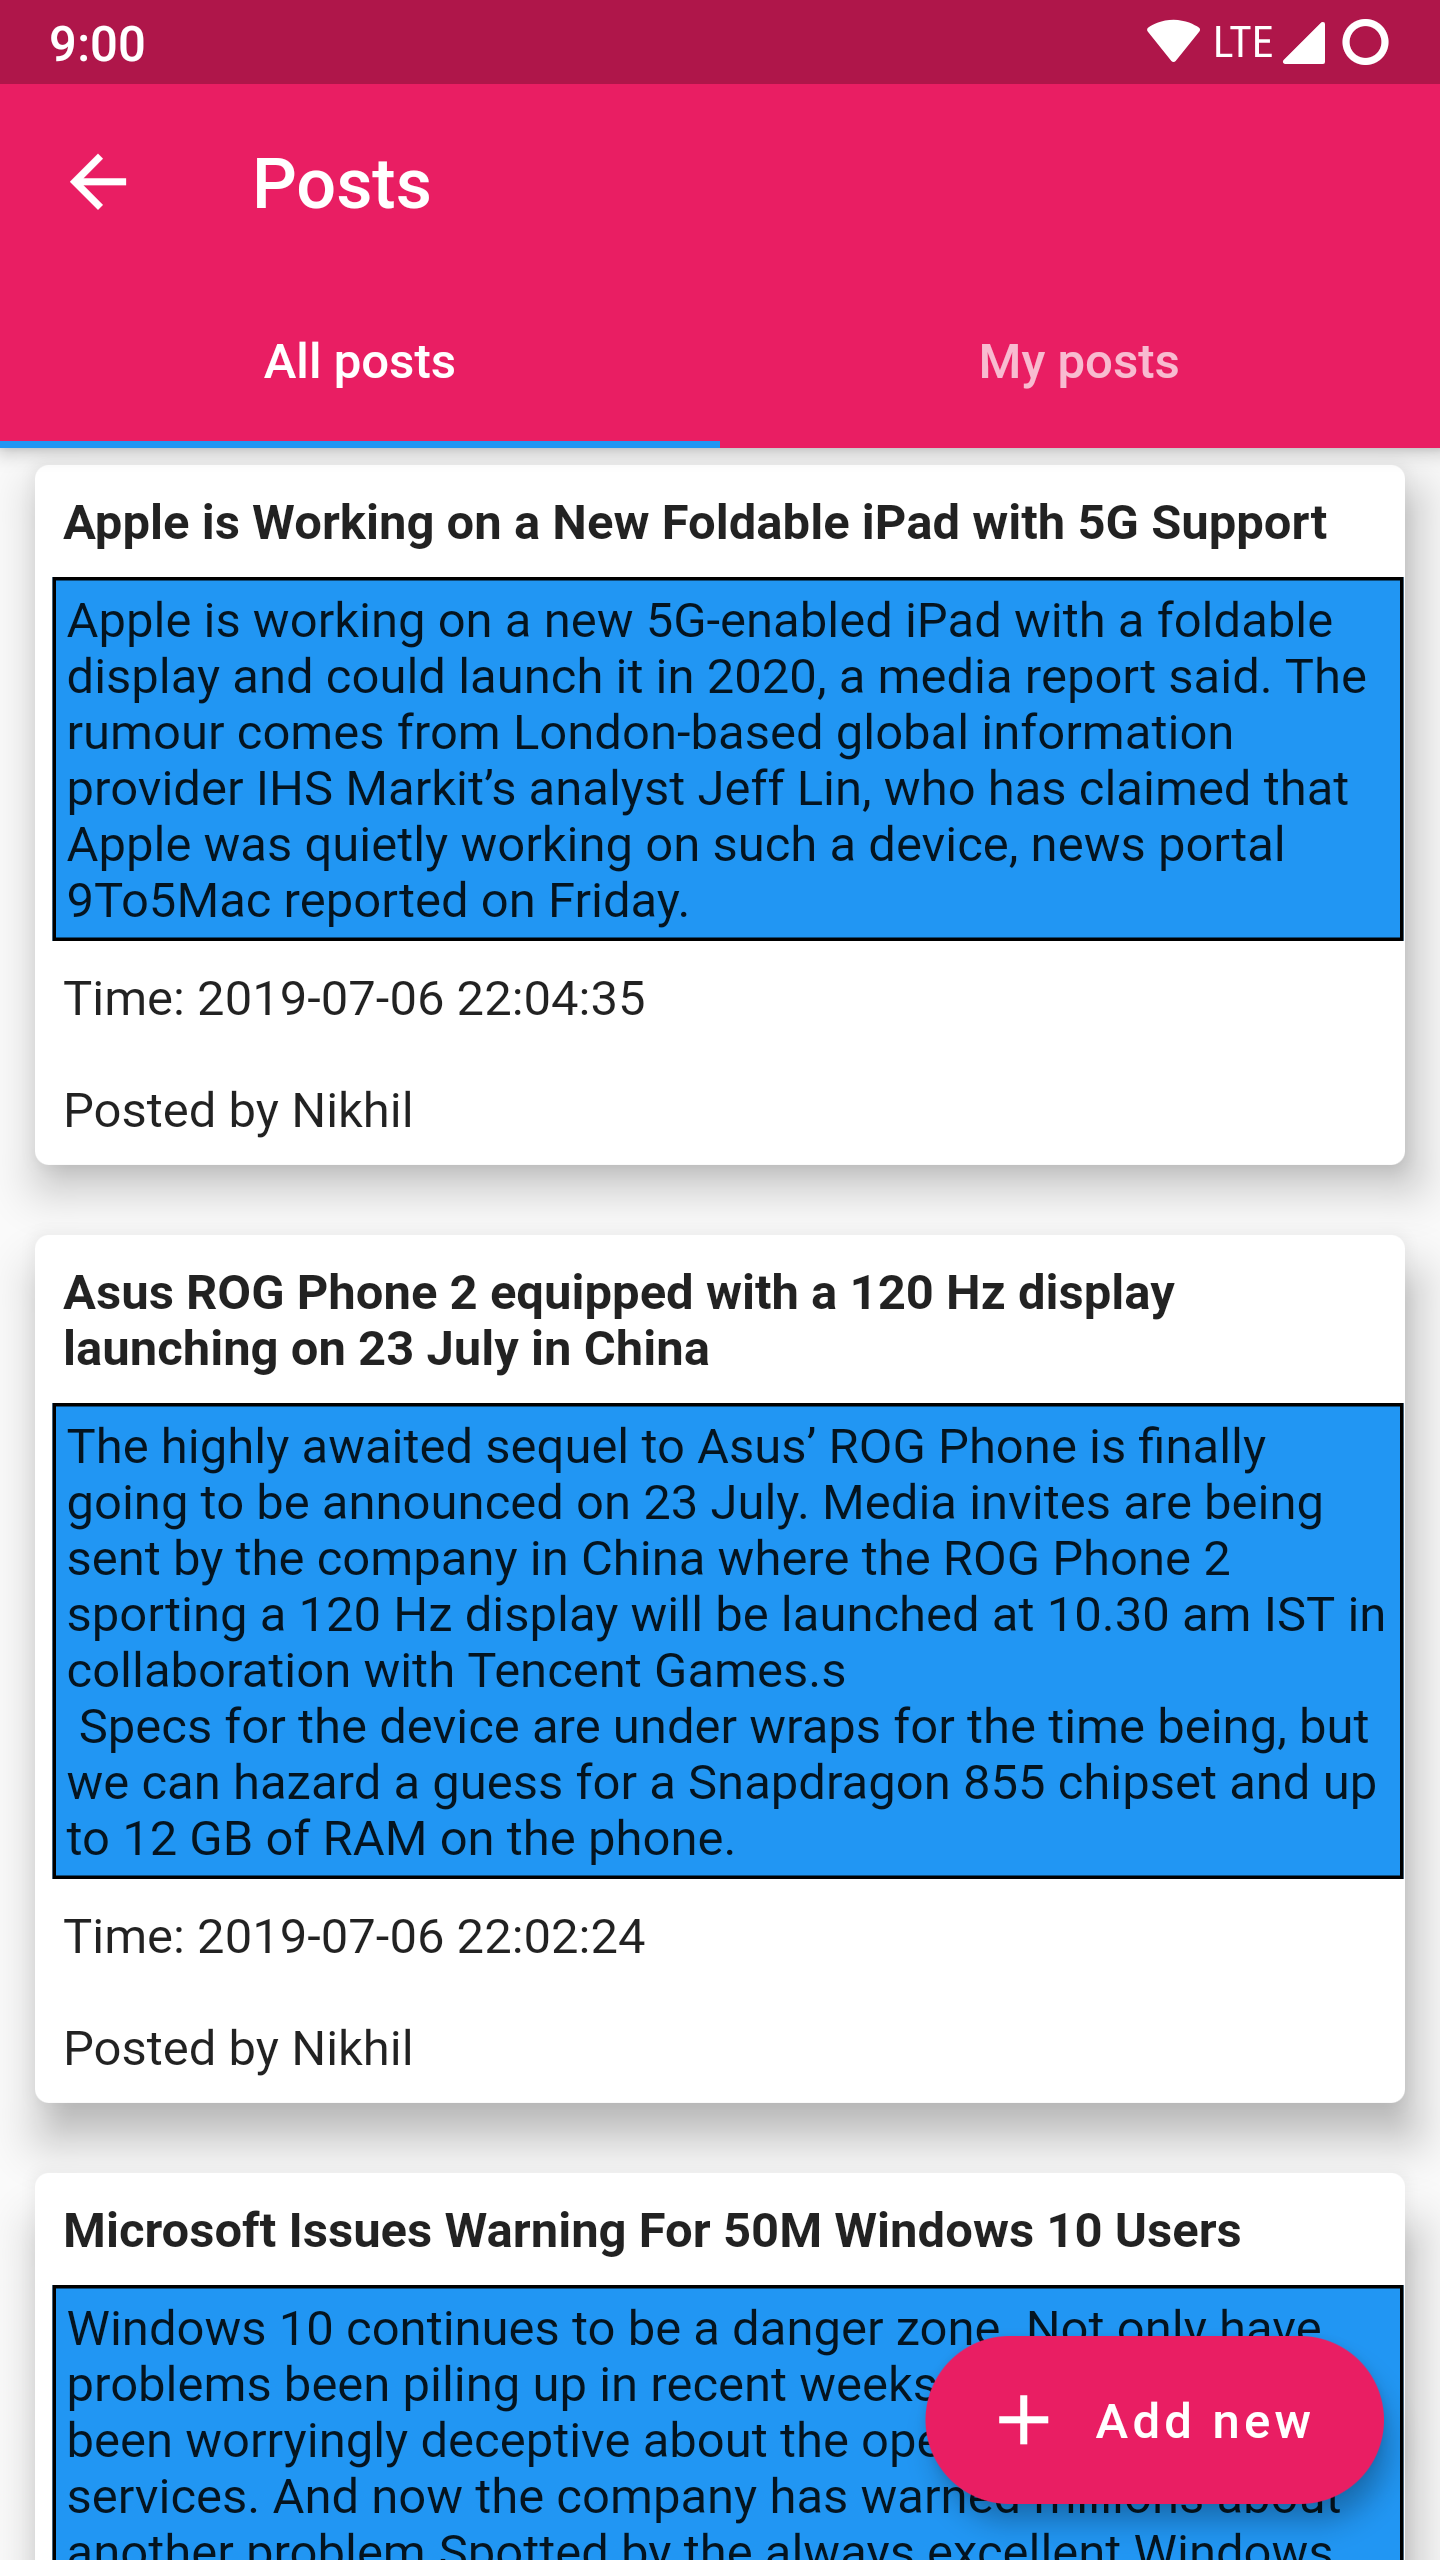 9:00 LTE
Posts
All posts My posts
Apple is Working on a New Foldable iPad with 5G Support
Apple is working on a new 5G-enabled iPad with a foldable
display and could launch it in 2020, a media report said. The
rumour comes from London-based global information
provider IHS Markit’s analyst Jeff Lin, who has claimed that
Apple was quietly working on such a device, news portal
9To5Mac reported on Friday.
Time: 2019-07-06 22:04:35
Posted by Nikhil
Asus ROG Phone 2 equipped with a 120 Hz display
launching on 23 July in China
The highly awaited sequel to Asus’ ROG Phone is finally
going to be announced on 23 July. Media invites are being
sent by the company in China where the ROG Phone 2
sporting a 120 Hz display will be launched at 10.30 am IST in
collaboration with Tencent Games.s
Specs for the device are under wraps for the time being, but
we can hazard a guess for a Snapdragon 855 chipset and up
to 12 GB of RAM on the phone.
Time: 2019-07-06 22:02:24
Posted by Nikhil
Microsoft Issues Warning For 50M Windows 10 Users
Windows 10 continues to be a danger zone. Not only have
problems been piling up in recent weeks
been worryingly deceptive about the
services. And now the company has warned millions about
another problem Spotted by the always excellent Windows
Add new